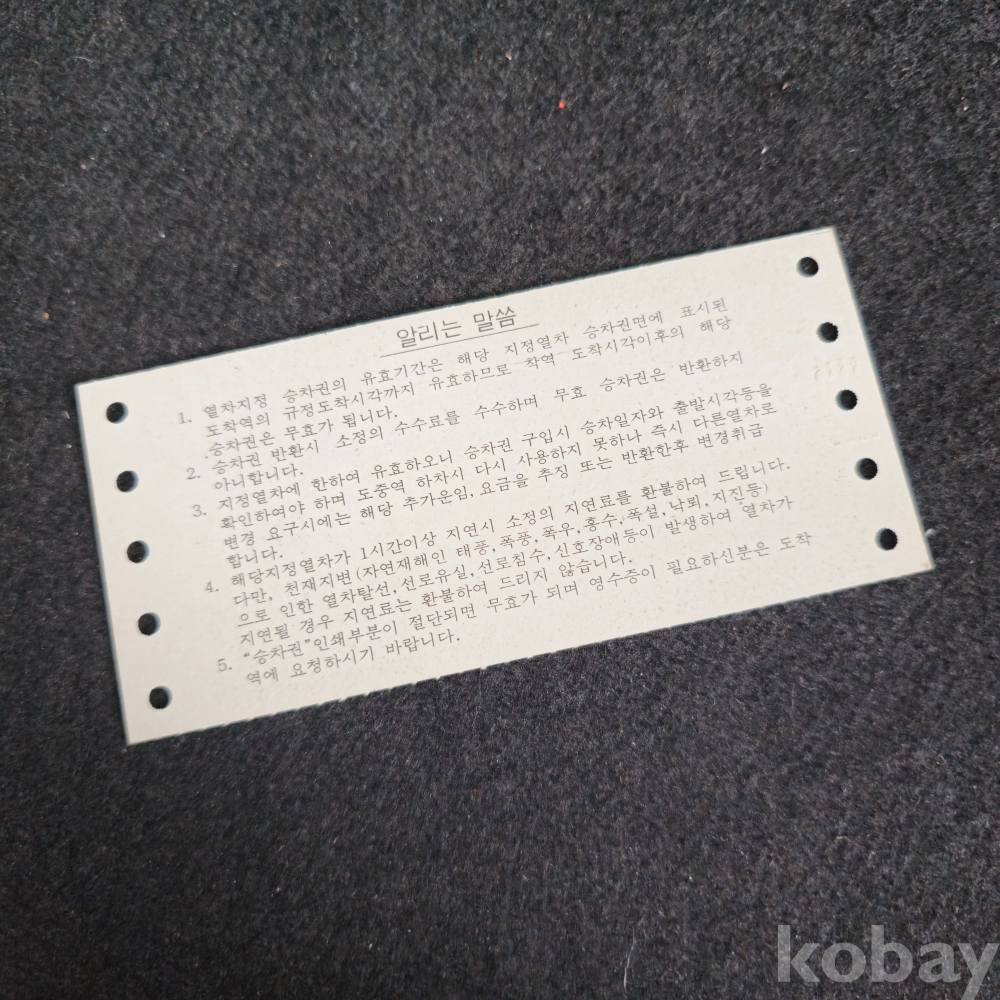 알리는 말씀
1. 열차지정 승차권의 유효기간은 해당 지정열차 승차권면에 표시된
도착역의 규정도착시각까지 유효하므로 착역 도착시각이후의 해당
승차권은 무효가 됩니다.
2. 승차권 반환시 소정의 수수료를 수수하며 무효 승차권은 반환하지
아니합니다.
3. 지정열차에 한하여 유효하오니 승차권 구입시 승차일자와 출발시각등을
확인하여야 하며 도중역 하차시 다시 사용하지 못하나 즉시 다른열차로
변경 요구시에는 해당 추가운임, 요금을 추징 또는 반환한후 변경취급
합니다.
4. 해당지정열차가 1시간이상 지연시 소정의 지연료를 환불하여 드립니다.
다만, 천재지변(자연재해인 태풍,폭풍,폭우,홍수,폭설,낙뢰,지진등)
으로 인한 열차탈선, 선로유실, 선로침수, 신호장애등이 발생하여 열차가
지연될 경우 지연료는 환불하여 드리지 않습니다.
5. "승차권"인쇄부분이 절단되면 무효가 되며 영수증이 필요하신분은 도착
역에 요청하시기 바랍니다.
kobay